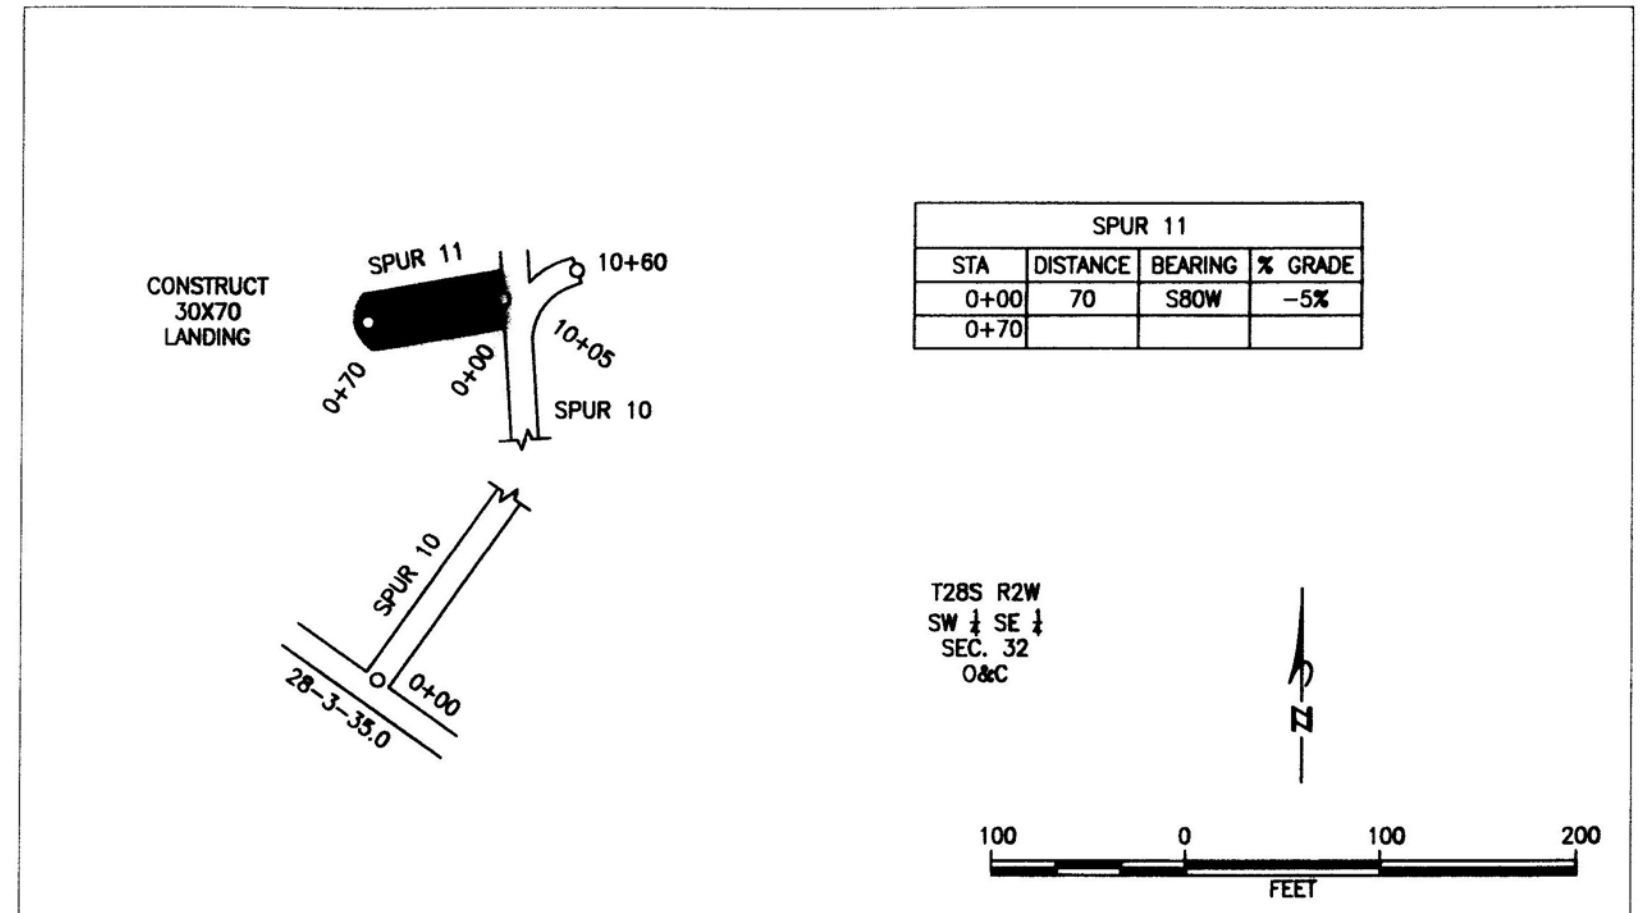 SPUR 11
CONSTRUCT
30X70
LANDING
10+60
0+70
0+00
10+05
SPUR 10
SPUR 10
0+00
28-3-35.0
SPUR 11
STA DISTANCE BEARING % GRADE
0+00 70 S80W -5%
0+70
T28S R2W
SW 1/4 SE 1/4
SEC. 32
O&C
N
100 0 100 200
FEET